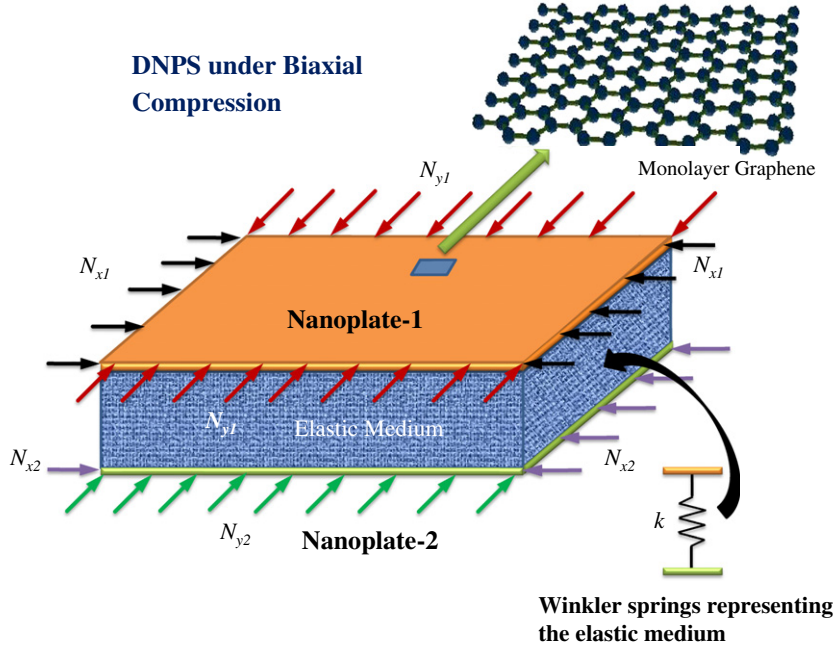 DNPS under Biaxial
Compression
Monolayer Graphene
Ny1
Nx1
Nx1
Nanoplate-1
Ny1
Elastic Medium
Nx2
Nx2
Ny2
Nanoplate-2
k
Winkler springs representing
the elastic medium